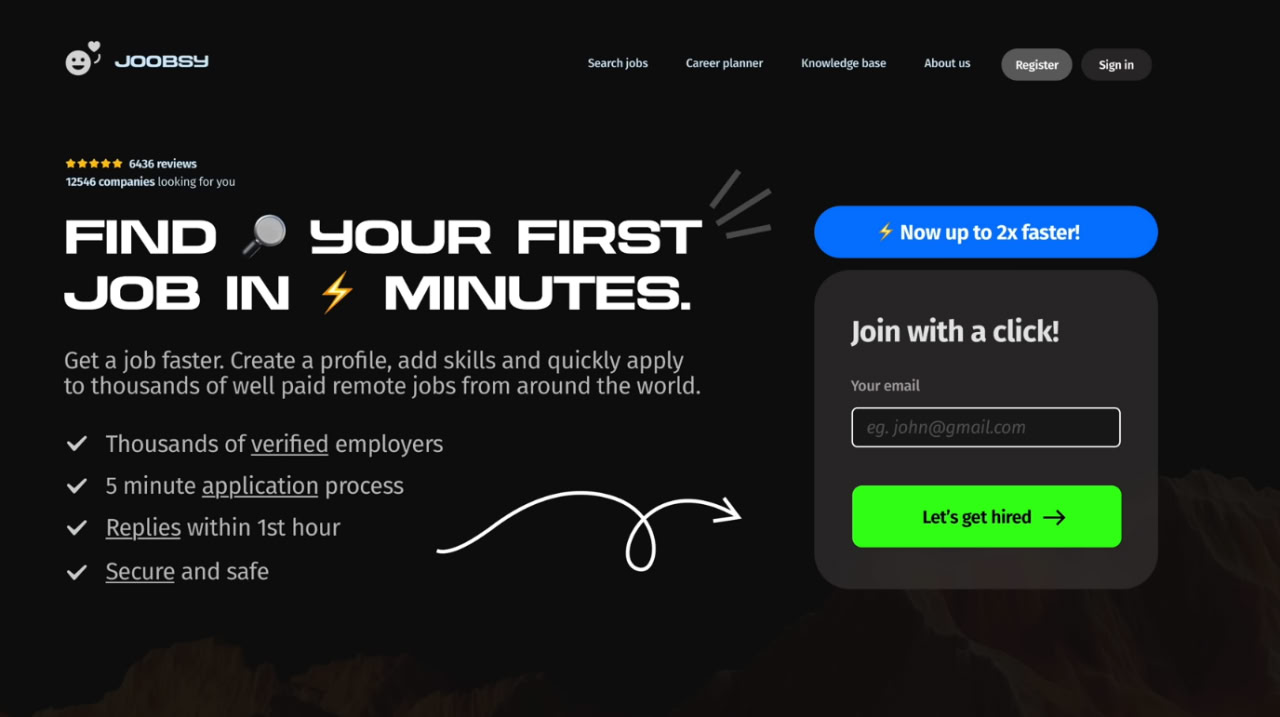 JOOBSY
Search jobs
Career planner
Knowledge base
About us
Register
Sign in
6436 reviews
12546 companies looking for you
FIND 🔎 YOUR FIRST
JOB IN ⚡ MINUTES.
Get a job faster. Create a profile, add skills and quickly apply
to thousands of well paid remote jobs from around the world.
Thousands of verified employers
5 minute application process
Replies within 1st hour
Secure and safe
⚡ Now up to 2x faster!
Join with a click!
Your email
eg. john@gmail.com
Let's get hired →